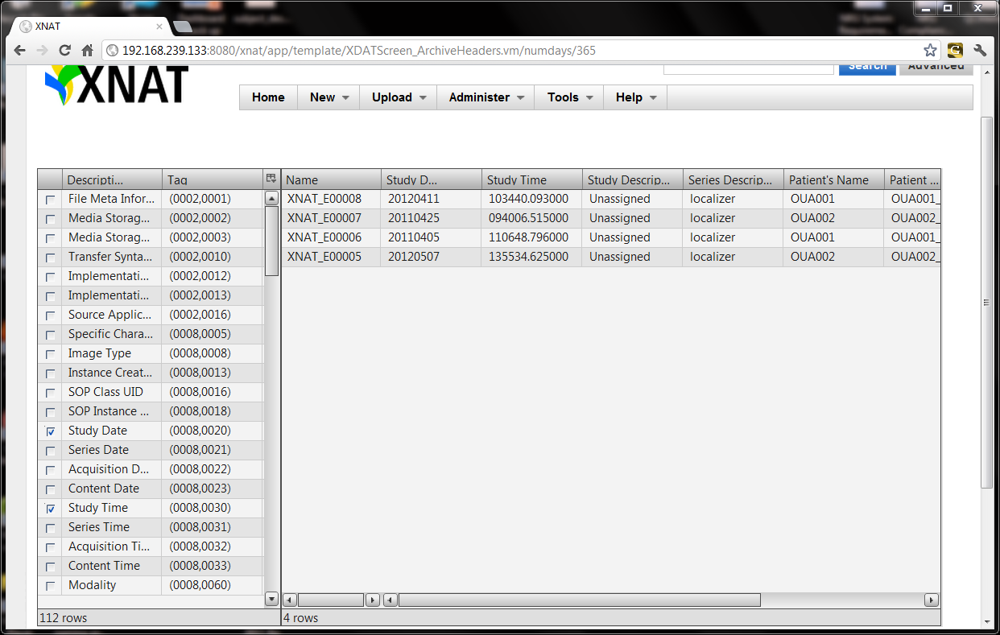 XNAT
192.168.239.133:8080/xnat/app/template/XDATScreen_ArchiveHeaders.vm/numdays/365
XNAT
Search Advanced
Home New Upload Administer Tools Help
Descripti... Tag Name Study D... Study Time Study Descrip... Series Descrip... Patient's Name Patient ...
File Meta Infor... (0002,0001) XNAT_E00008 20120411 103440.093000 Unassigned localizer OUA001 OUA001_
Media Storag... (0002,0002) XNAT_E00007 20110425 094006.515000 Unassigned localizer OUA002 OUA002_
Media Storag... (0002,0003) XNAT_E00006 20110405 110648.796000 Unassigned localizer OUA001 OUA001_
Transfer Synta... (0002,0010) XNAT_E00005 20120507 135534.625000 Unassigned localizer OUA002 OUA002_
Implementati... (0002,0012)
Implementati... (0002,0013)
Source Applic... (0002,0016)
Specific Chara... (0008,0005)
Image Type (0008,0008)
Instance Creat... (0008,0013)
SOP Class UID (0008,0016)
SOP Instance ... (0008,0018)
Study Date (0008,0020)
Series Date (0008,0021)
Acquisition D... (0008,0022)
Content Date (0008,0023)
Study Time (0008,0030)
Series Time (0008,0031)
Acquisition Ti... (0008,0032)
Content Time (0008,0033)
Modality (0008,0060)
112 rows 4 rows